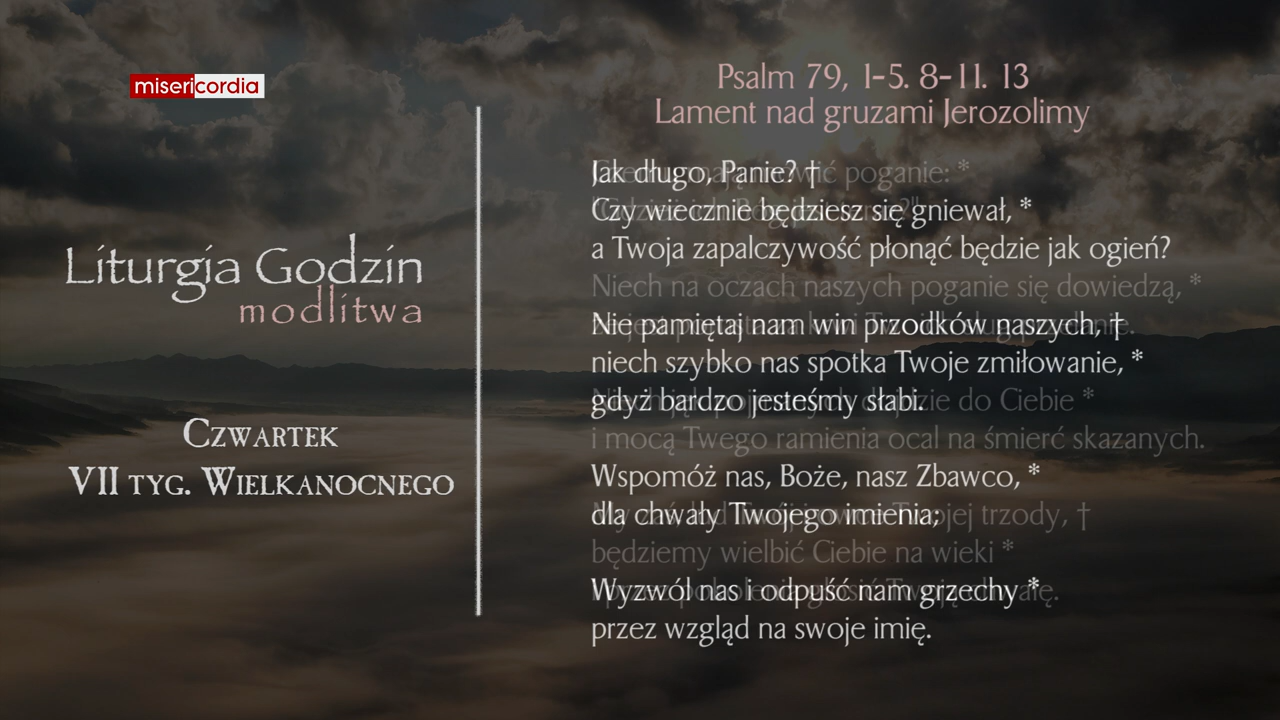 misericordia
Liturgia Godzin
modlitwa
Czwartek
VII tyg. Wielkanocnego
Psalm 79, 1-5. 8-11. 13
Lament nad gruzami Jerozolimy
Jak długo, Panie? †
poganie: *
Czy wiecznie będziesz się gniewał, *
a Twoja zapalczywość płonąć będzie jak ogień?
Niech na oczach naszych poganie się dowiedzą, *
Nie pamiętaj nam win przodków naszych, †
niech szybko nas spotka Twoje zmiłowanie, *
gdyż bardzo jesteśmy słabi.
do Ciebie *
i mocą Twego ramienia ocal na śmierć skazanych.
Wspomóż nas, Boże, nasz Zbawco, *
dla chwały Twojego imienia;
trzody, †
będziemy wielbić Ciebie na wieki *
Wyzwól nas i odpuść nam grzechy *
przez wzgląd na swoje imię.